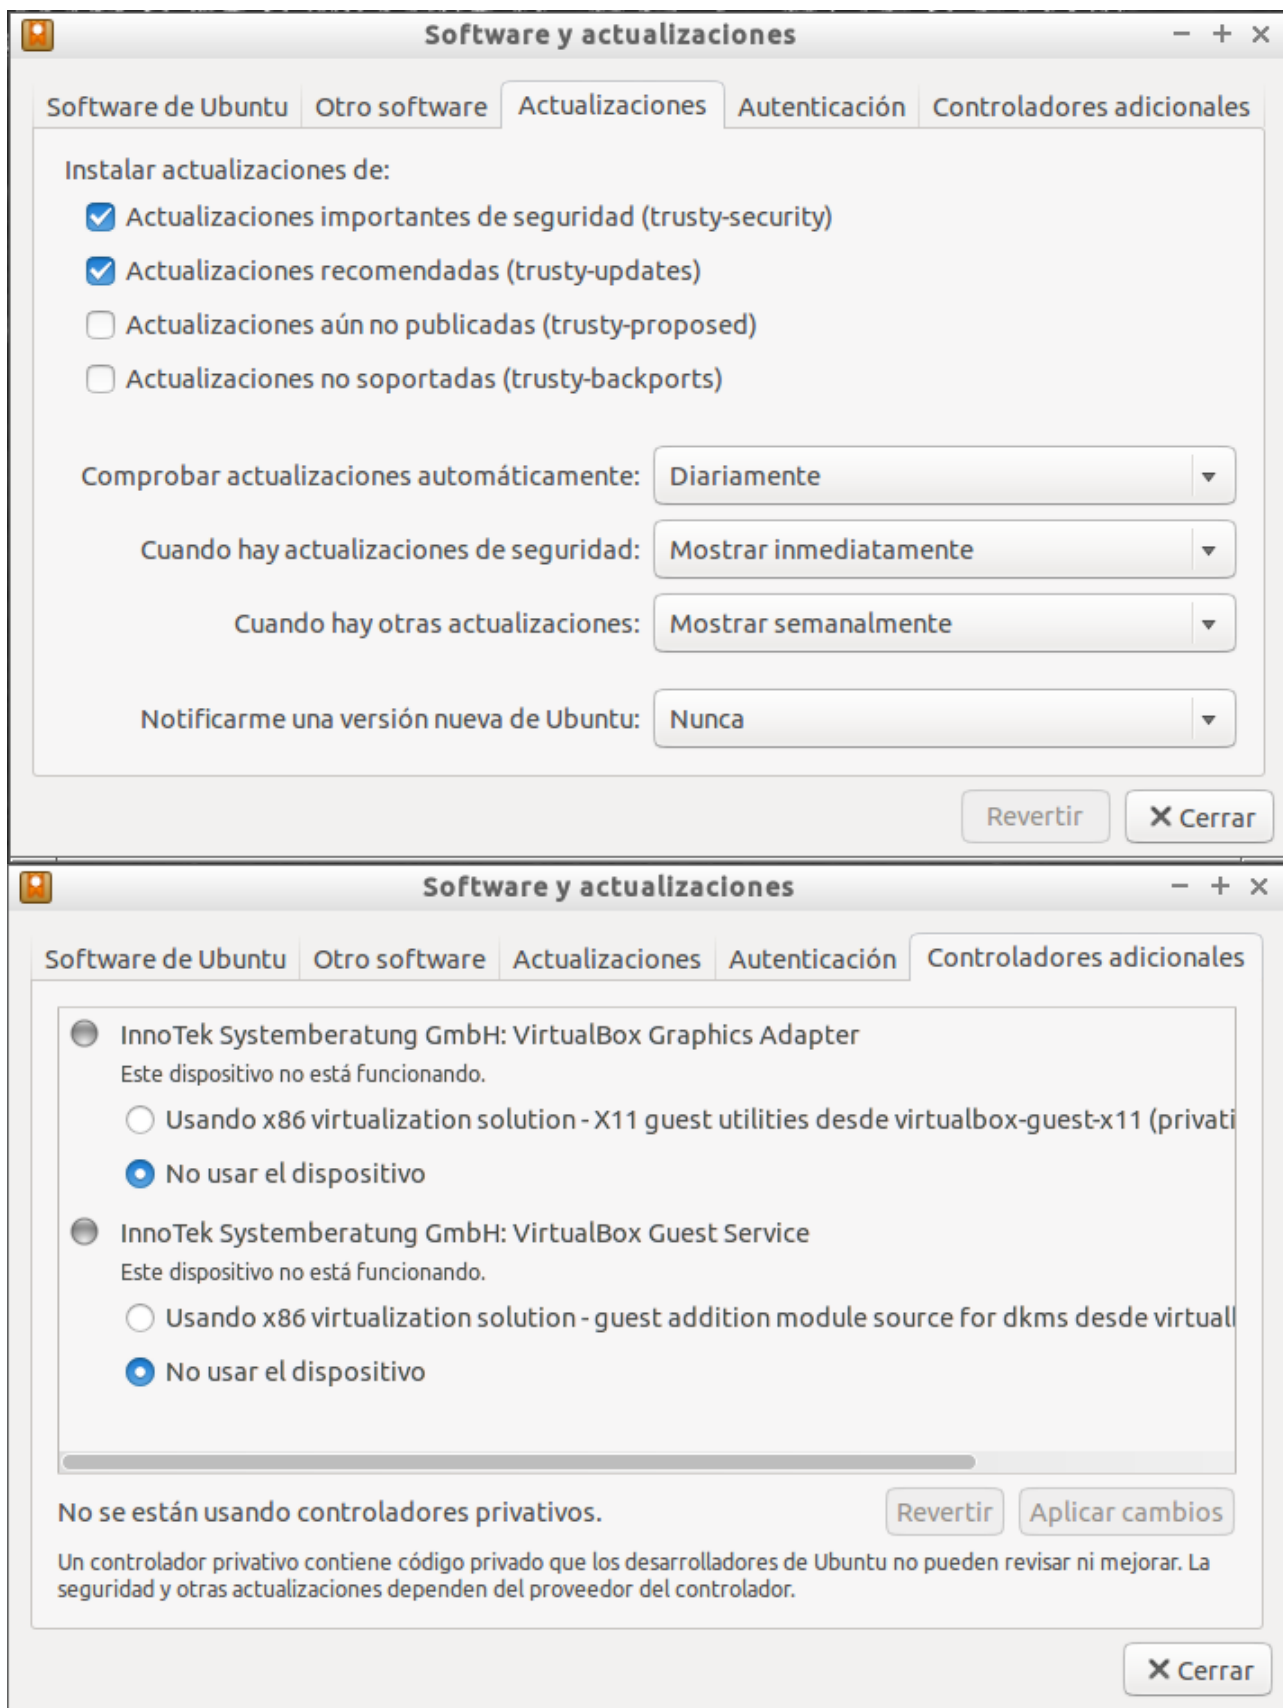 Software y actualizaciones
Software de Ubuntu
Otro software
Actualizaciones
Autenticación
Controladores adicionales
Instalar actualizaciones de:
Actualizaciones importantes de seguridad (trusty-security)
Actualizaciones recomendadas (trusty-updates)
Actualizaciones aún no publicadas (trusty-proposed)
Actualizaciones no soportadas (trusty-backports)
Comprobar actualizaciones automáticamente: Diariamente
Cuando hay actualizaciones de seguridad: Mostrar inmediatamente
Cuando hay otras actualizaciones: Mostrar semanalmente
Notificarme una versión nueva de Ubuntu: Nunca
Revertir
Cerrar
Software y actualizaciones
Software de Ubuntu
Otro software
Actualizaciones
Autenticación
Controladores adicionales
InnoTek Systemberatung GmbH: VirtualBox Graphics Adapter
Este dispositivo no está funcionando.
Usando x86 virtualization solution - X11 guest utilities desde virtualbox-guest-x11 (privati
No usar el dispositivo
InnoTek Systemberatung GmbH: VirtualBox Guest Service
Este dispositivo no está funcionando.
Usando x86 virtualization solution - guest addition module source for dkms desde virtuall
No usar el dispositivo
No se están usando controladores privativos.
Revertir
Aplicar cambios
Un controlador privativo contiene código privado que los desarrolladores de Ubuntu no pueden revisar ni mejorar. La
seguridad y otras actualizaciones dependen del proveedor del controlador.
Cerrar